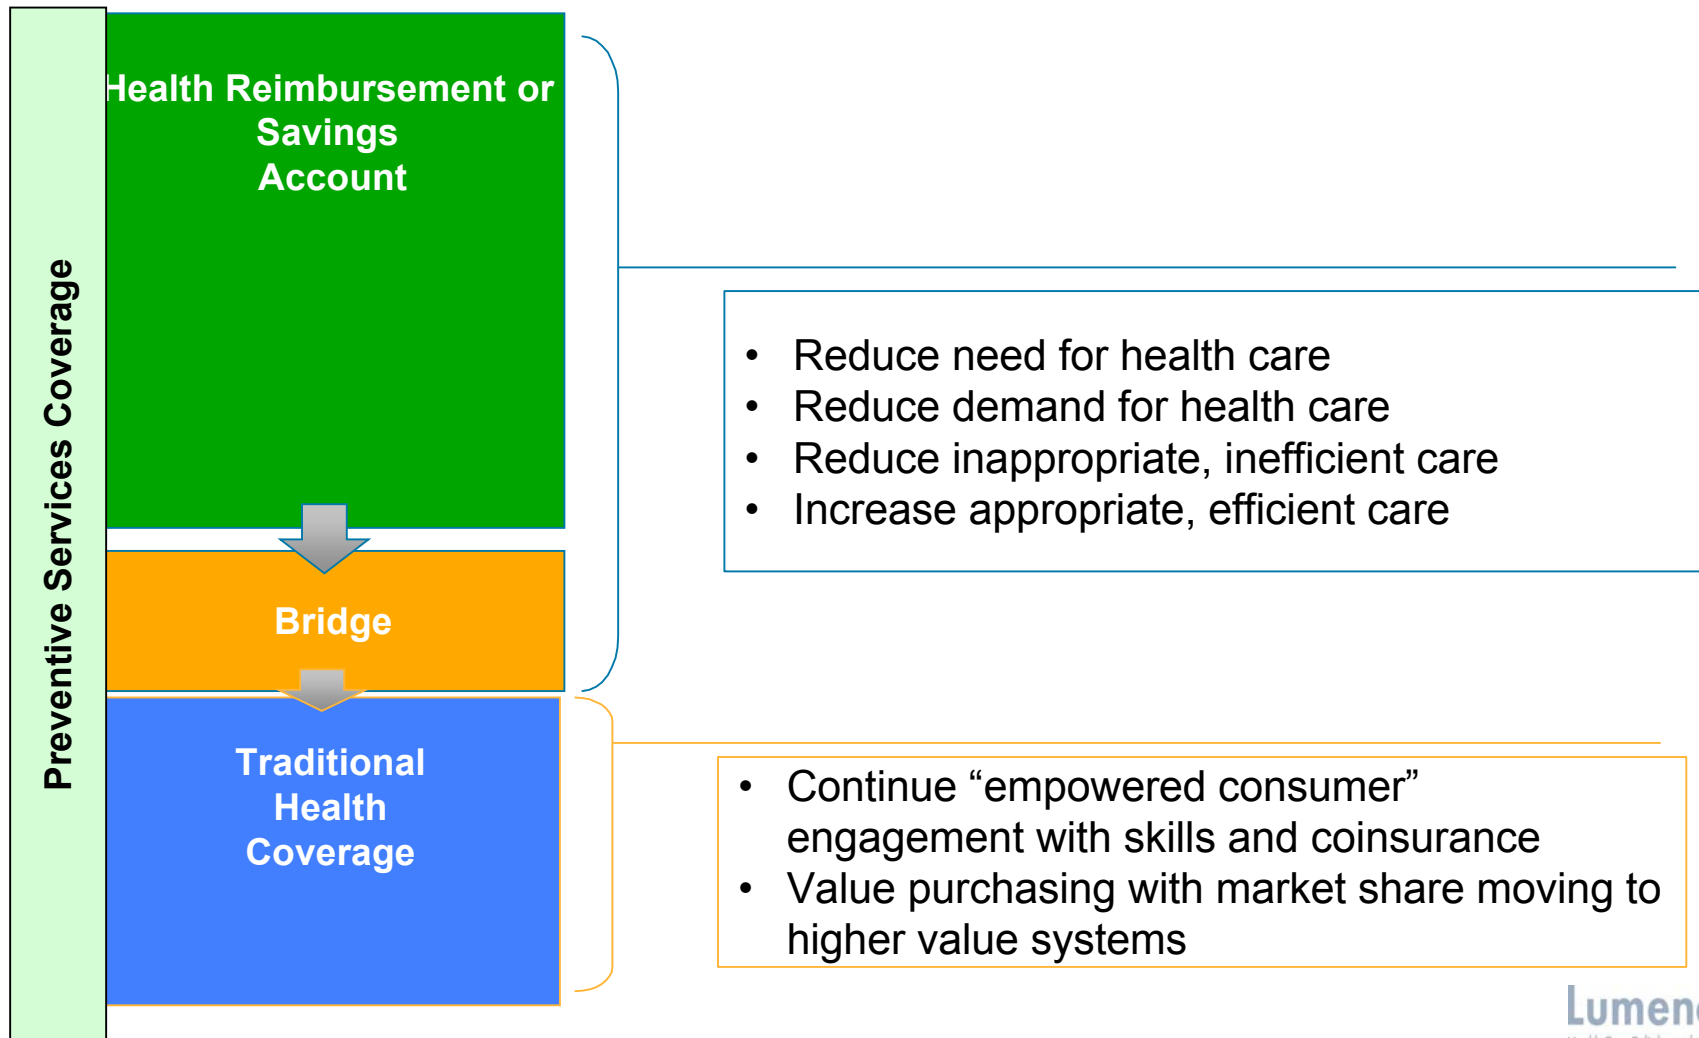 Preventive Services Coverage
Health Reimbursement or
Savings
Account
Bridge
Traditional
Health
Coverage
• Reduce need for health care
• Reduce demand for health care
• Reduce inappropriate, inefficient care
• Increase appropriate, efficient care
• Continue “empowered consumer”
engagement with skills and coinsurance
• Value purchasing with market share moving to
higher value systems